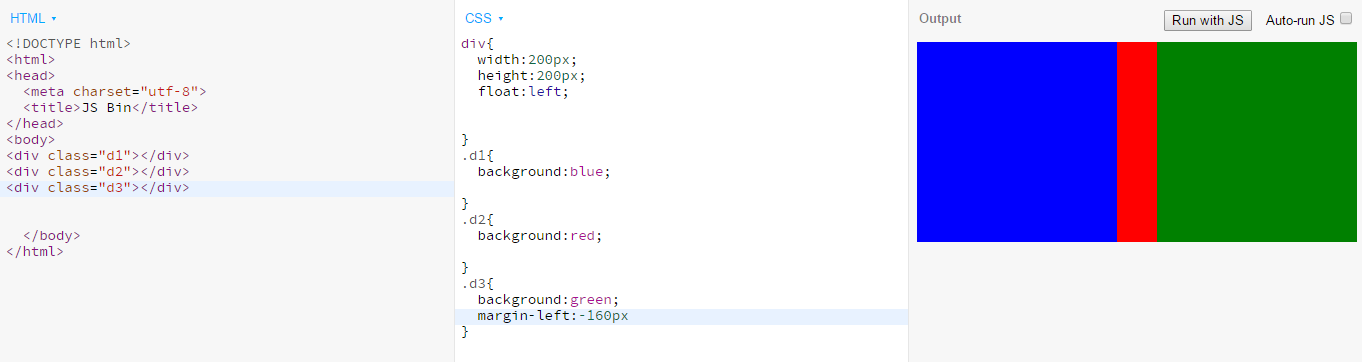 HTML
<!DOCTYPE html>
<html>
<head>
  <meta charset="utf-8">
  <title>JS Bin</title>
</head>
<body>
<div class="d1"></div>
<div class="d2"></div>
<div class="d3"></div>
  </body>
</html>
CSS
div{
  width:200px;
  height:200px;
  float:left;
}
.d1{
  background:blue;
}
.d2{
  background:red;
}
.d3{
  background:green;
  margin-left:-160px
}
Output
Run with JS
Auto-run JS